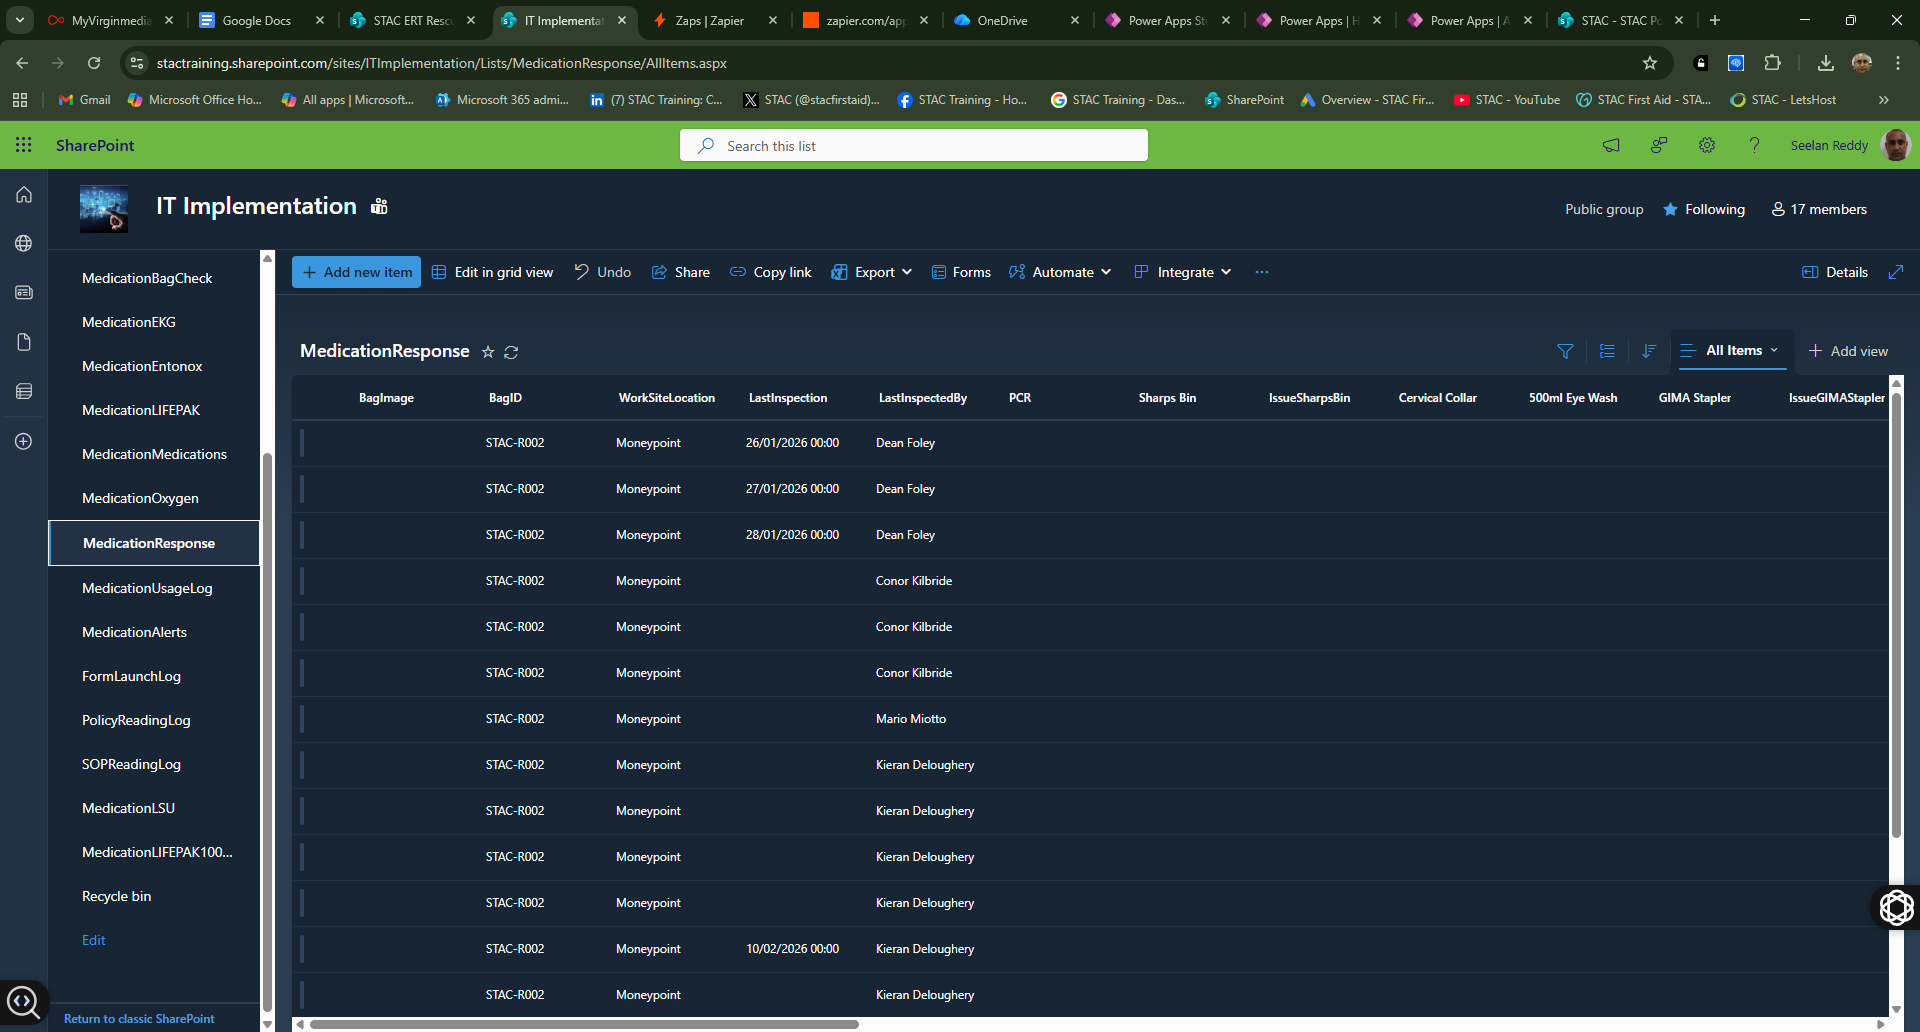 MyVirginmedia
Google Docs
STAC ERT Resc
IT Implementat
Zaps | Zapier
zapier.com/app
OneDrive
Power Apps Stu
Power Apps | H
Power Apps | A
STAC - STAC Po
stactraining.sharepoint.com/sites/ITImplementation/Lists/MedicationResponse/AllItems.aspx
Gmail
Microsoft Office Ho...
All apps | Microsoft...
Microsoft 365 admi...
(7) STAC Training: C...
STAC (@stacfirstaid)...
STAC Training - Ho...
STAC Training - Das...
SharePoint
Overview - STAC Fir...
STAC - YouTube
STAC First Aid - STA...
STAC - LetsHost
SharePoint
Search this list
Seelan Reddy
IT Implementation
Public group
Following
17 members
MedicationBagCheck
MedicationEKG
MedicationEntonox
MedicationLIFEPAK
MedicationMedications
MedicationOxygen
MedicationResponse
MedicationUsageLog
MedicationAlerts
FormLaunchLog
PolicyReadingLog
SOPReadingLog
MedicationLSU
MedicationLIFEPAK100...
Recycle bin
Edit
Return to classic SharePoint
Add new item
Edit in grid view
Undo
Share
Copy link
Export
Forms
Automate
Integrate
Details
MedicationResponse
All Items
Add view
BagImage BagID WorkSiteLocation LastInspection LastInspectedBy PCR Sharps Bin IssueSharpsBin Cervical Collar 500ml Eye Wash GIMA Stapler IssueGIMAStapler
STAC-R002 Moneypoint 26/01/2026 00:00 Dean Foley
STAC-R002 Moneypoint 27/01/2026 00:00 Dean Foley
STAC-R002 Moneypoint 28/01/2026 00:00 Dean Foley
STAC-R002 Moneypoint Conor Kilbride
STAC-R002 Moneypoint Conor Kilbride
STAC-R002 Moneypoint Conor Kilbride
STAC-R002 Moneypoint Mario Miotto
STAC-R002 Moneypoint Kieran Deloughery
STAC-R002 Moneypoint Kieran Deloughery
STAC-R002 Moneypoint Kieran Deloughery
STAC-R002 Moneypoint Kieran Deloughery
STAC-R002 Moneypoint 10/02/2026 00:00 Kieran Deloughery
STAC-R002 Moneypoint Kieran Deloughery